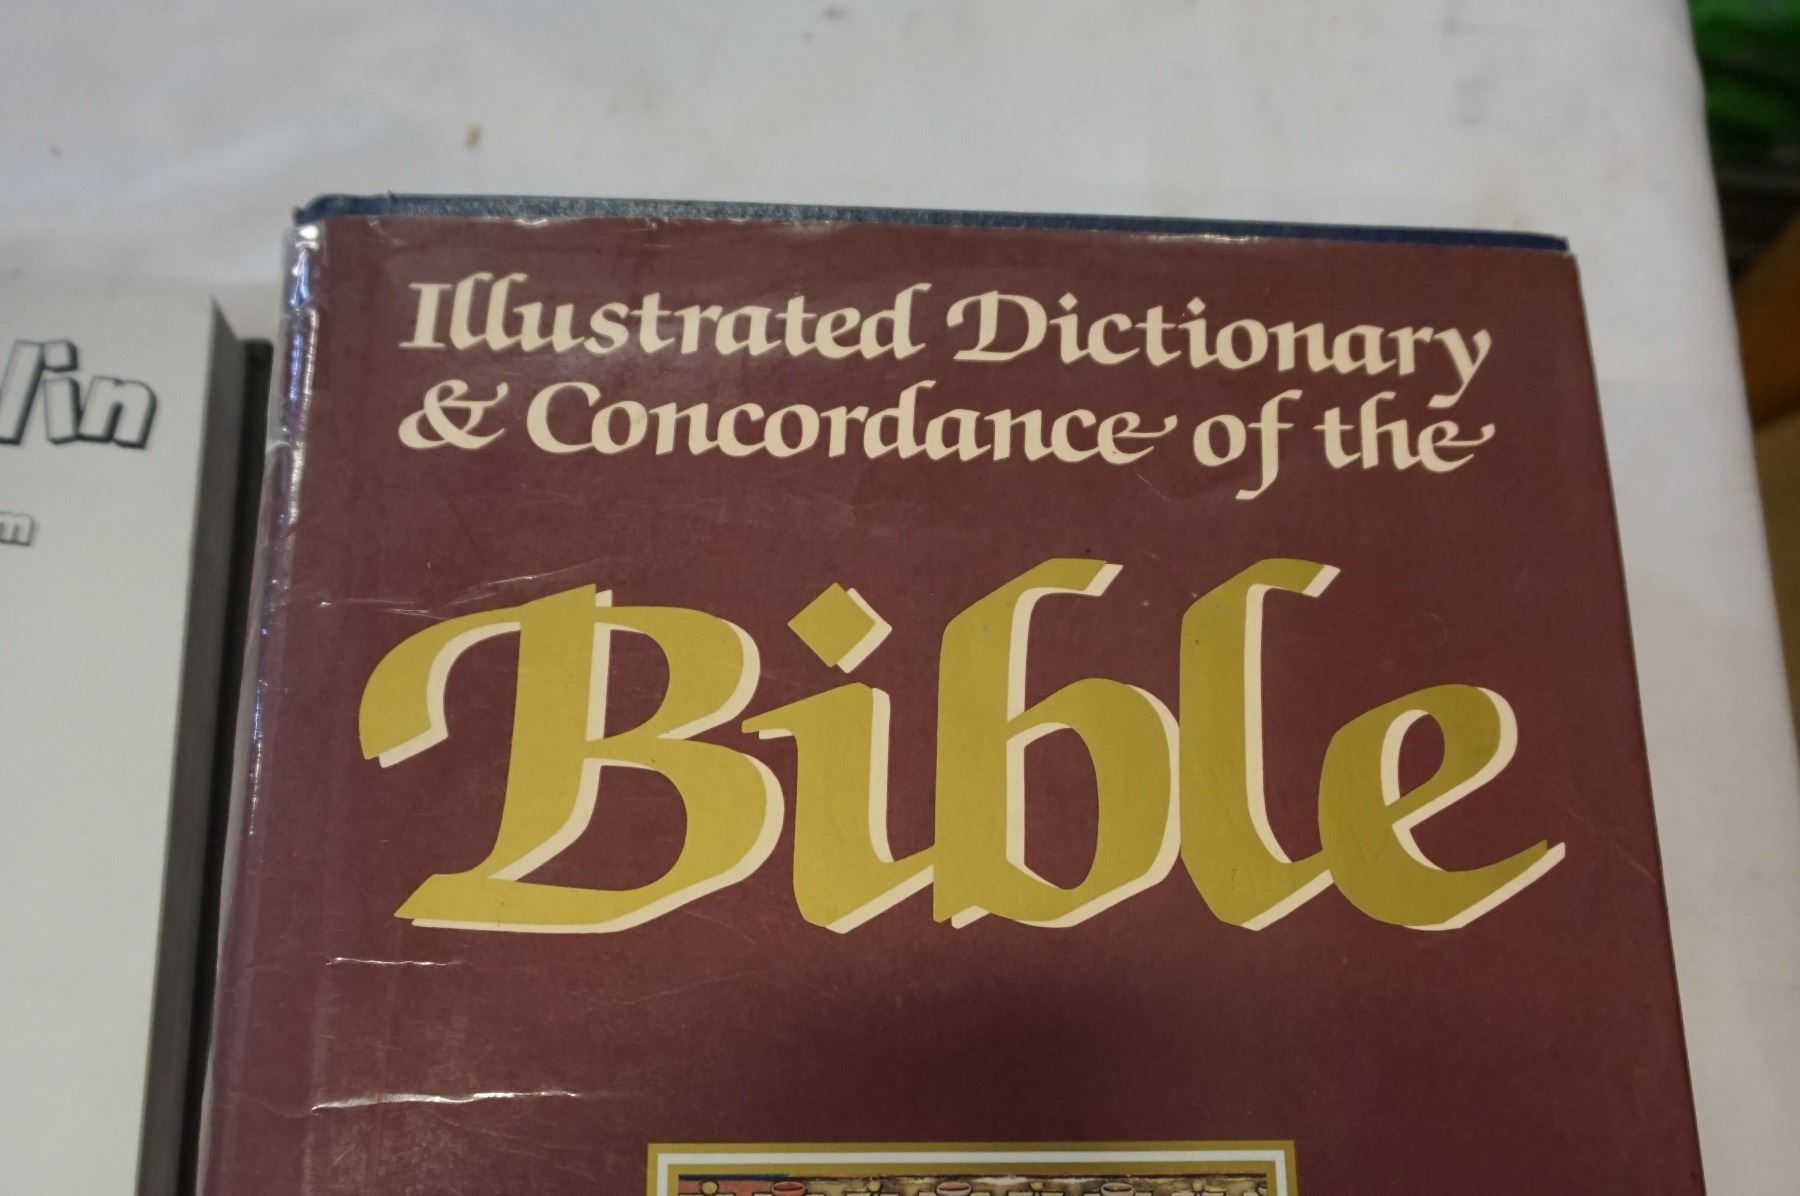 Illustrated Dictionary
& Concordance of the
Bible